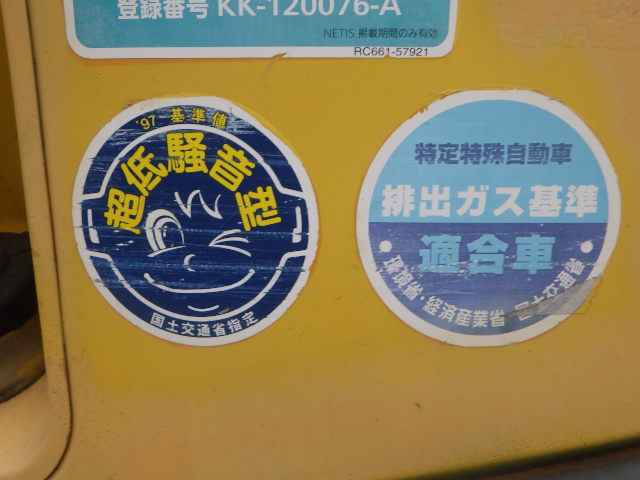 登録番号 KK-120076-A
NETIS 掲載期間のみ有効
RC661-57921
'97 基準値
超低騒音型
国土交通省指定
特定特殊自動車
排出ガス基準
適合車
環境省・経済産業省・国土交通省